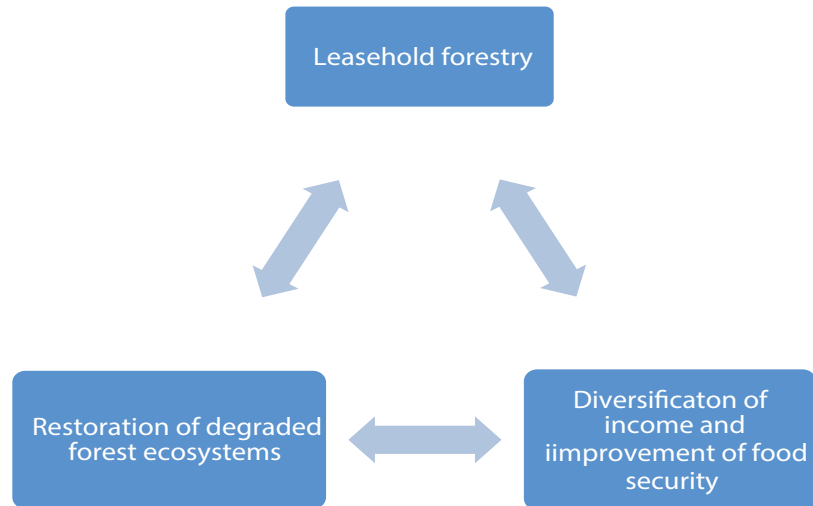 Leasehold forestry
Restoration of degraded
forest ecosystems
Diversificaton of
income and
iimprovement of food
security